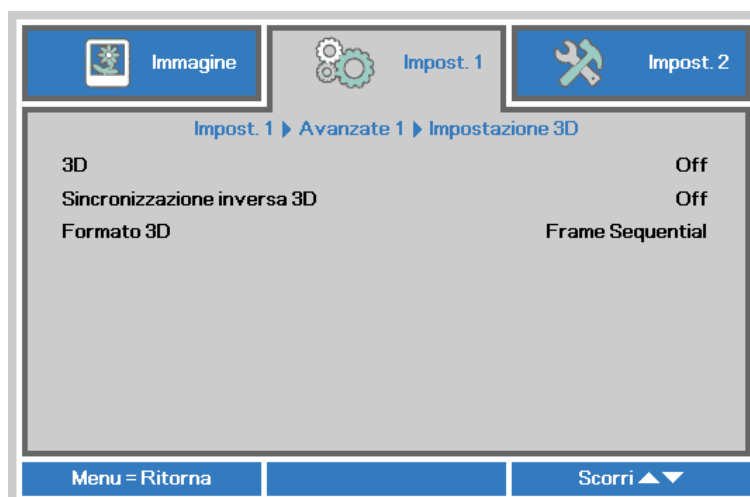 Immagine
Impost. 1
Impost. 2
Impost. 1 ▶ Avanzate 1 ▶ Impostazione 3D
3D Off
Sincronizzazione inversa 3D Off
Formato 3D Frame Sequential
Menu = Ritorna
Scorri ▲▼